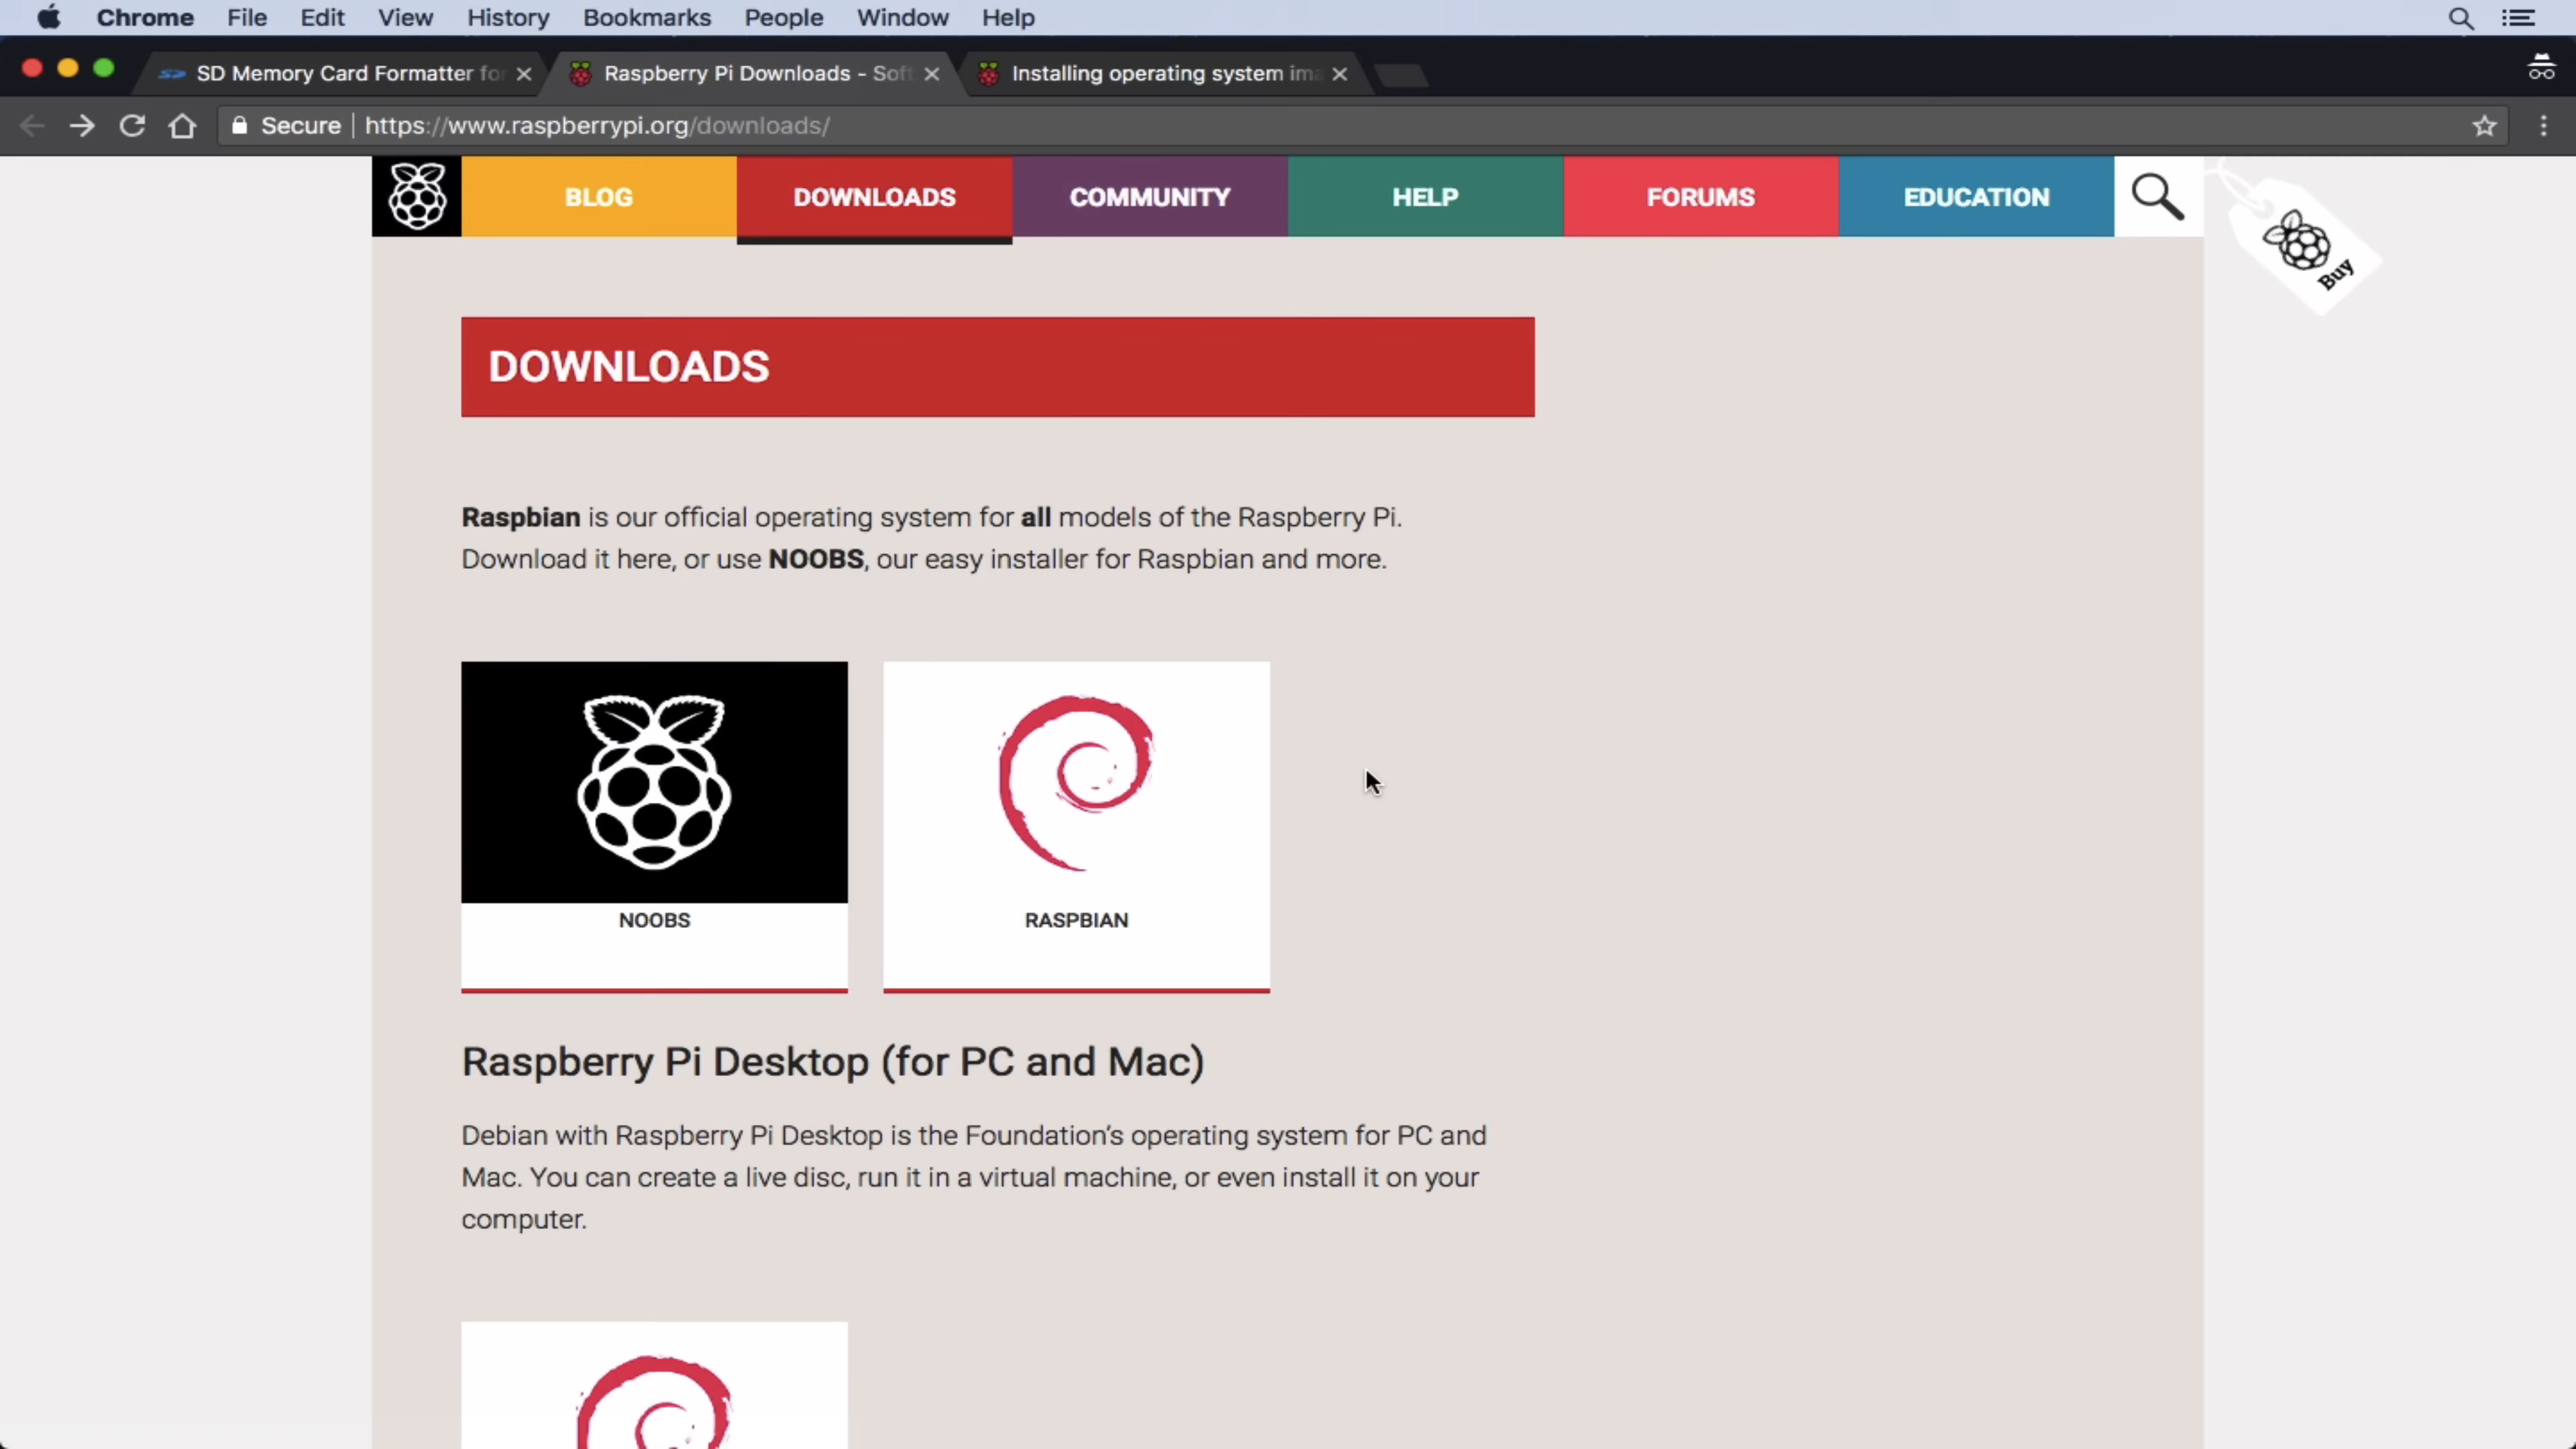 Chrome File Edit View History Bookmarks People Window Help
SD Memory Card Formatter for
Raspberry Pi Downloads - Soft
Installing operating system ima
Secure https://www.raspberrypi.org/downloads/
BLOG DOWNLOADS COMMUNITY HELP FORUMS EDUCATION
Buy
DOWNLOADS
Raspbian is our official operating system for all models of the Raspberry Pi.
Download it here, or use NOOBS, our easy installer for Raspbian and more.
NOOBS
RASPBIAN
Raspberry Pi Desktop (for PC and Mac)
Debian with Raspberry Pi Desktop is the Foundation’s operating system for PC and
Mac. You can create a live disc, run it in a virtual machine, or even install it on your
computer.